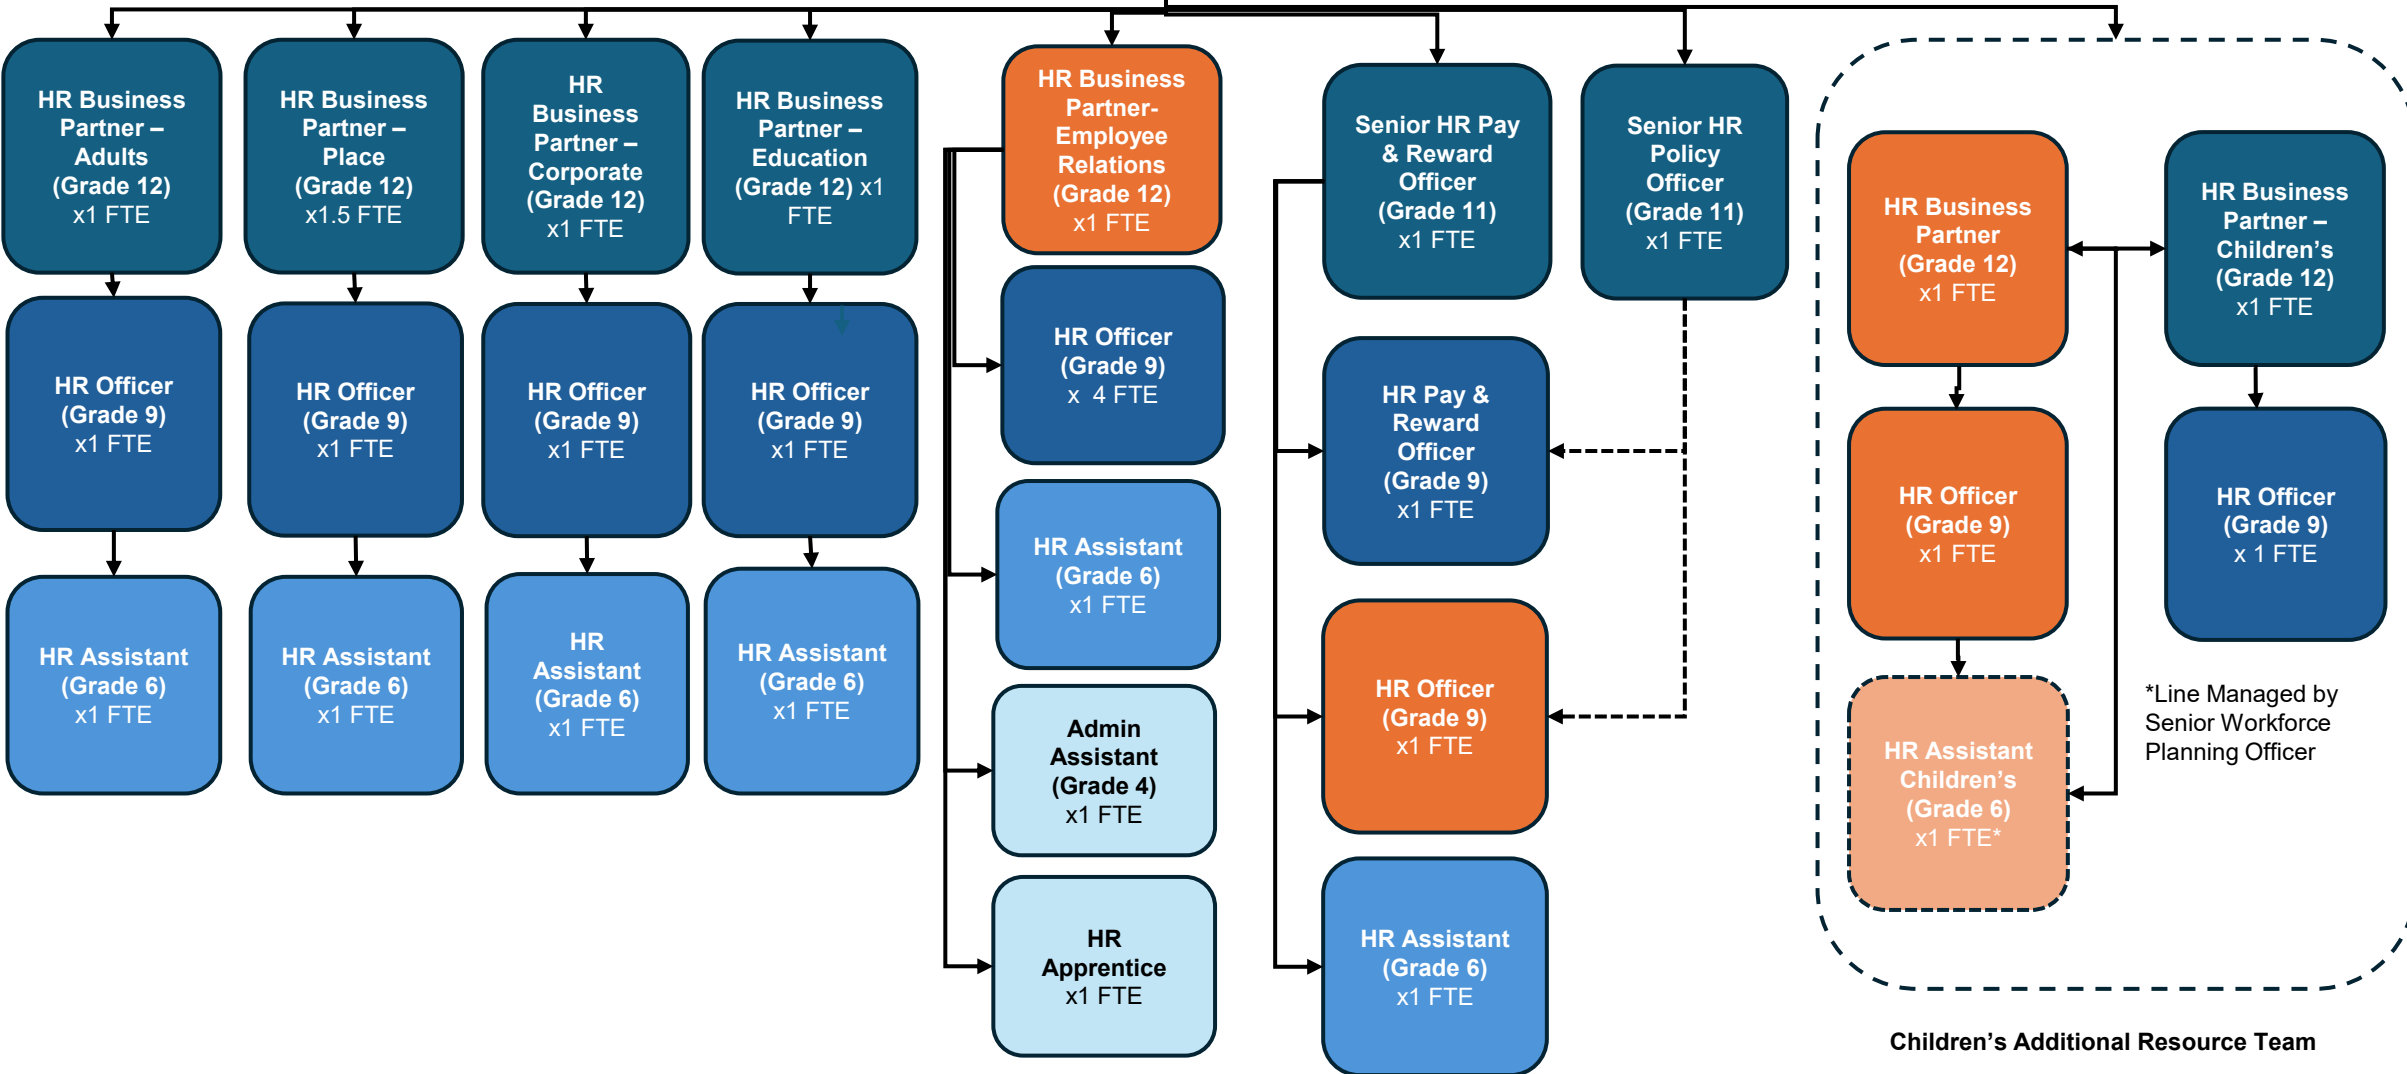 HR Business
Partner –
Adults
(Grade 12)
x1 FTE
HR Officer
(Grade 9)
x1 FTE
HR Assistant
(Grade 6)
x1 FTE
HR Business
Partner –
Place
(Grade 12)
x1.5 FTE
HR Officer
(Grade 9)
x1 FTE
HR Assistant
(Grade 6)
x1 FTE
HR
Business
Partner –
Corporate
(Grade 12)
x1 FTE
HR Officer
(Grade 9)
x1 FTE
HR
Assistant
(Grade 6)
x1 FTE
HR Business
Partner –
Education
(Grade 12) x1
FTE
HR Officer
(Grade 9)
x1 FTE
HR Assistant
(Grade 6)
x1 FTE
HR Business
Partner-
Employee
Relations
(Grade 12)
x1 FTE
HR Officer
(Grade 9)
x 4 FTE
HR Assistant
(Grade 6)
x1 FTE
Admin
Assistant
(Grade 4)
x1 FTE
HR
Apprentice
x1 FTE
Senior HR Pay
& Reward
Officer
(Grade 11)
x1 FTE
HR Pay &
Reward
Officer
(Grade 9)
x1 FTE
HR Officer
(Grade 9)
x1 FTE
HR Assistant
(Grade 6)
x1 FTE
Senior HR
Policy
Officer
(Grade 11)
x1 FTE
HR Business
Partner
(Grade 12)
x1 FTE
HR Officer
(Grade 9)
x1 FTE
HR Assistant
Children's
(Grade 6)
x1 FTE*
HR Business
Partner –
Children's
(Grade 12)
x1 FTE
HR Officer
(Grade 9)
x 1 FTE
*Line Managed by
Senior Workforce
Planning Officer
Children's Additional Resource Team